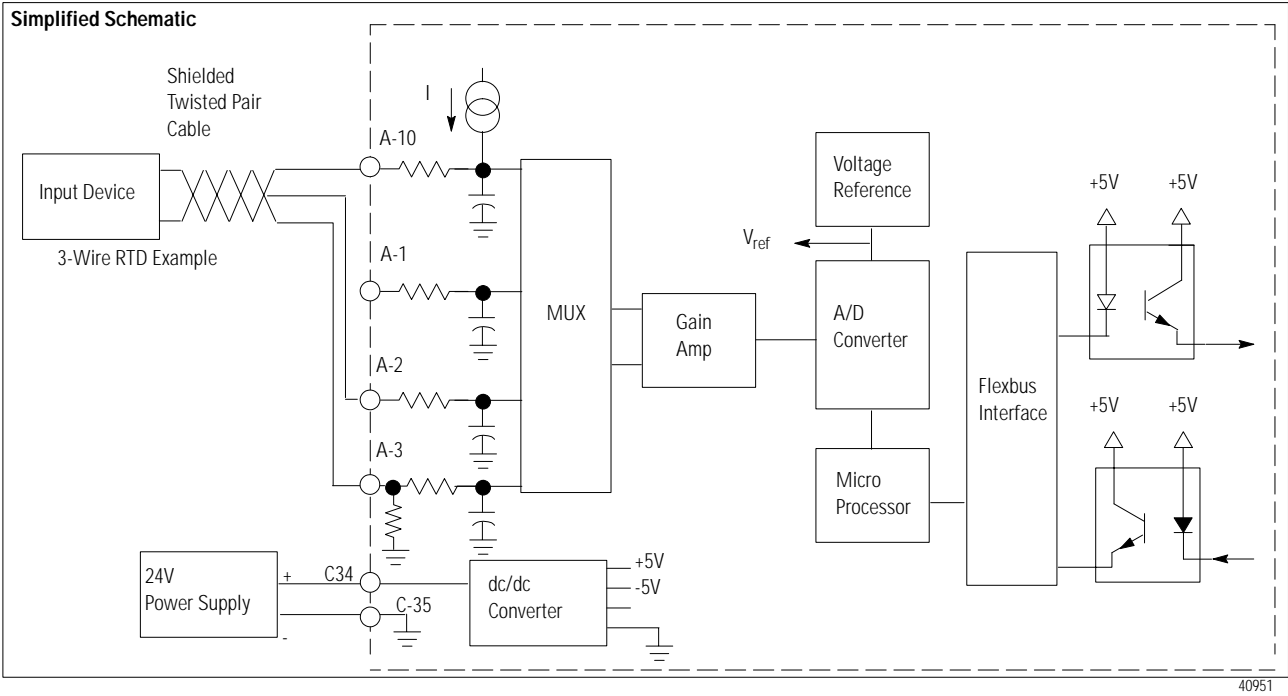 Simplified Schematic
Shielded
Twisted Pair
Cable
I
A-10
Input Device
3-Wire RTD Example
A-1
A-2
A-3
MUX
Gain
Amp
Voltage
Reference
Vref
A/D
Converter
Micro
Processor
Flexbus
Interface
+5V
+5V
+5V
+5V
24V
Power Supply
+
-
C34
C-35
dc/dc
Converter
+5V
-5V
40951